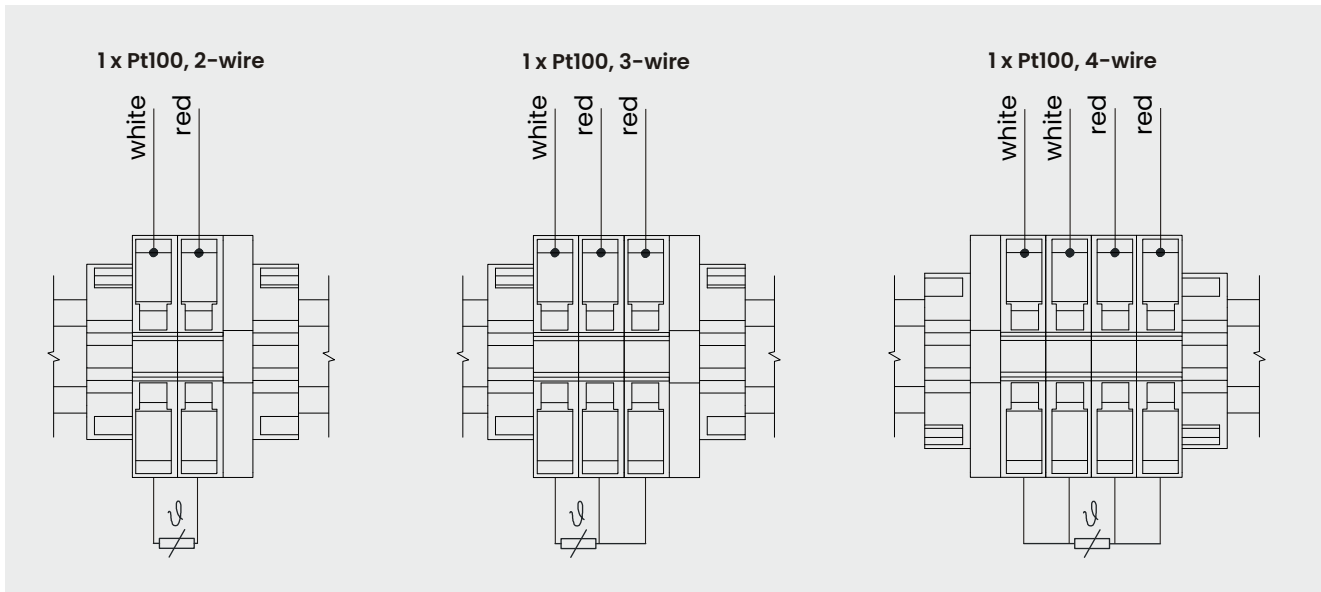 1 x Pt100, 2-wire
white
red
ϑ
1 x Pt100, 3-wire
white
red
red
ϑ
1 x Pt100, 4-wire
white
white
red
red
ϑ